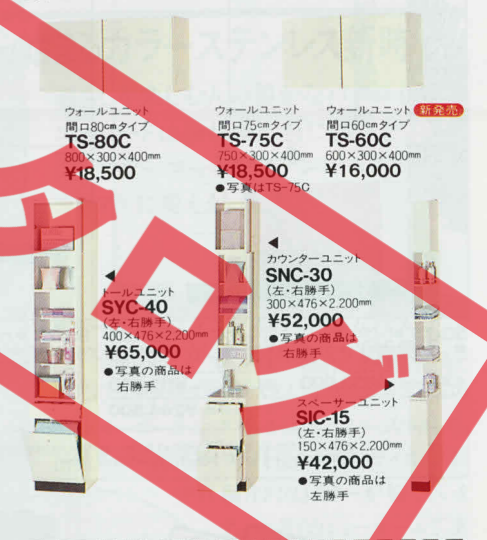 ウォールユニット
間口80cmタイプ
TS-80C
800×300×400mm
¥18,500
ウォールユニット
間口75cmタイプ
TS-75C
750×300×400mm
¥18,500
●写真はTS-75C
ウォールユニット 新発売
間口60cmタイプ
TS-60C
600×300×400mm
¥16,000
◀
トールユニット
SYC-40
(左・右勝手)
400×476×2,200mm
¥65,000
●写真の商品は
右勝手
◀
カウンターユニット
SNC-30
(左・右勝手)
300×476×2,200mm
¥52,000
●写真の商品は
右勝手
▶
スペーサーユニット
SIC-15
(左・右勝手)
150×476×2,200mm
¥42,000
●写真の商品は
左勝手
タログ